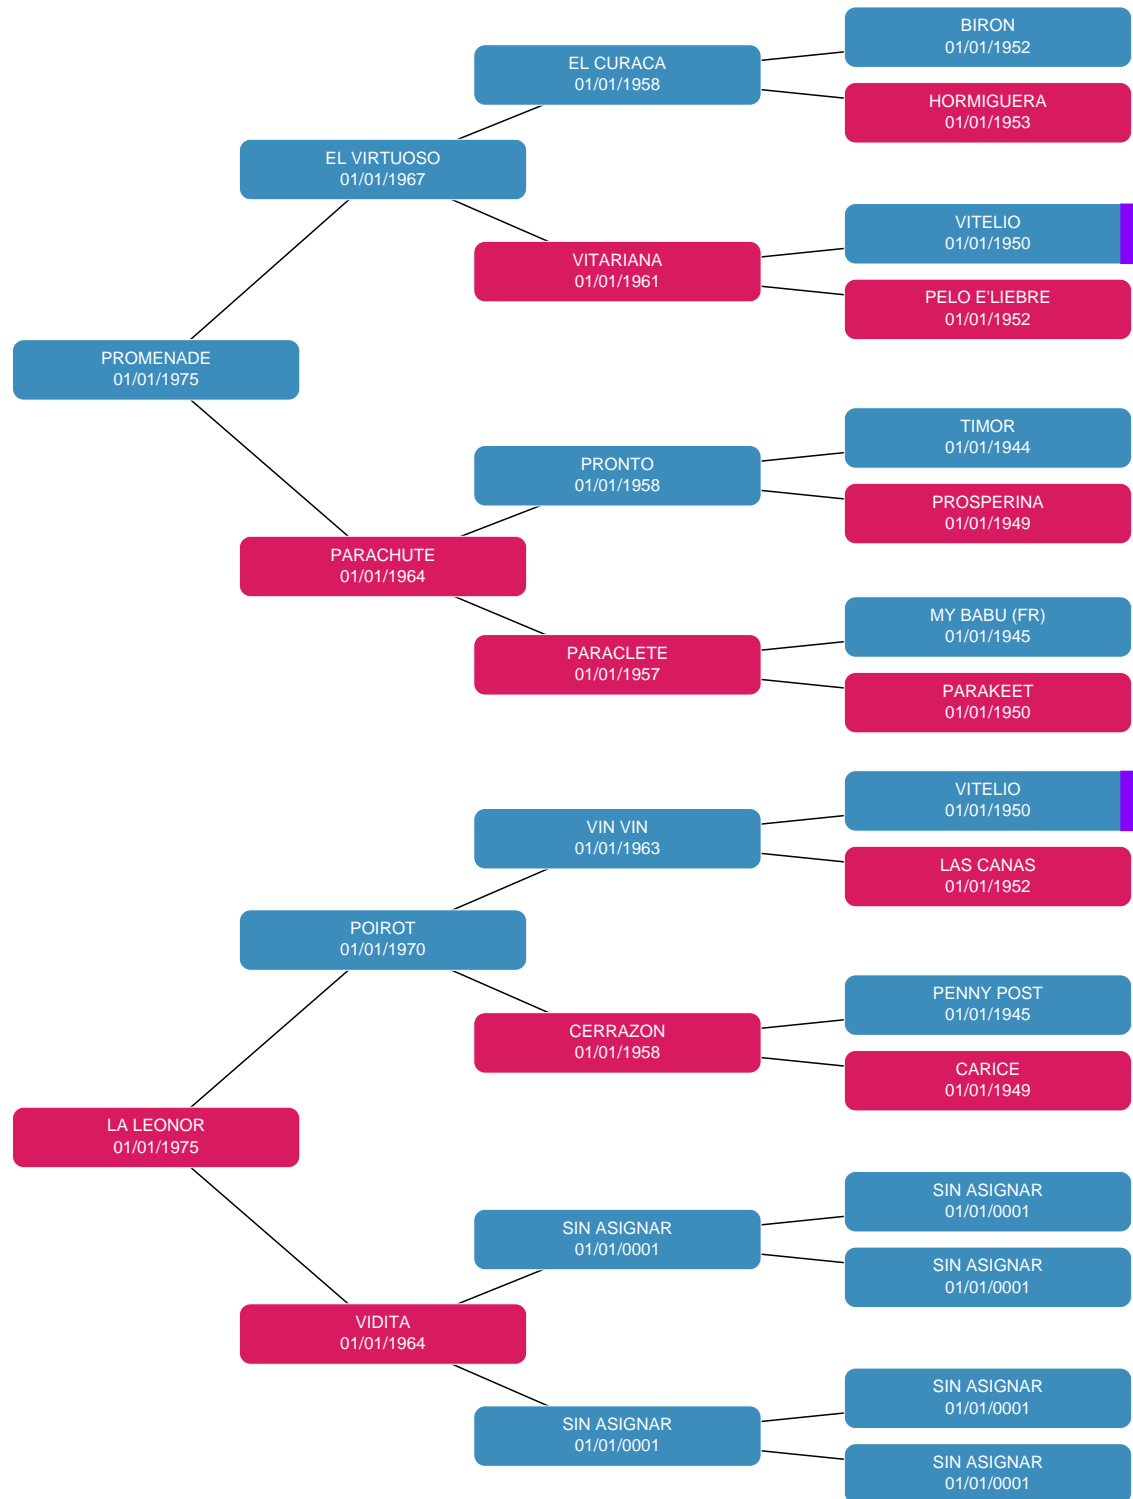 BIRON
01/01/1952
EL CURACA
01/01/1958
HORMIGUERA
01/01/1953
EL VIRTUOSO
01/01/1967
VITELIO
01/01/1950
VITARIANA
01/01/1961
PELO E'LIEBRE
01/01/1952
PROMENADE
01/01/1975
TIMOR
01/01/1944
PRONTO
01/01/1958
PROSPERINA
01/01/1949
PARACHUTE
01/01/1964
MY BABU (FR)
01/01/1945
PARACLETE
01/01/1957
PARAKEET
01/01/1950
VITELIO
01/01/1950
VIN VIN
01/01/1963
LAS CANAS
01/01/1952
POIROT
01/01/1970
PENNY POST
01/01/1945
CERRAZON
01/01/1958
CARICE
01/01/1949
LA LEONOR
01/01/1975
SIN ASIGNAR
01/01/0001
SIN ASIGNAR
01/01/0001
SIN ASIGNAR
01/01/0001
VIDITA
01/01/1964
SIN ASIGNAR
01/01/0001
SIN ASIGNAR
01/01/0001
SIN ASIGNAR
01/01/0001